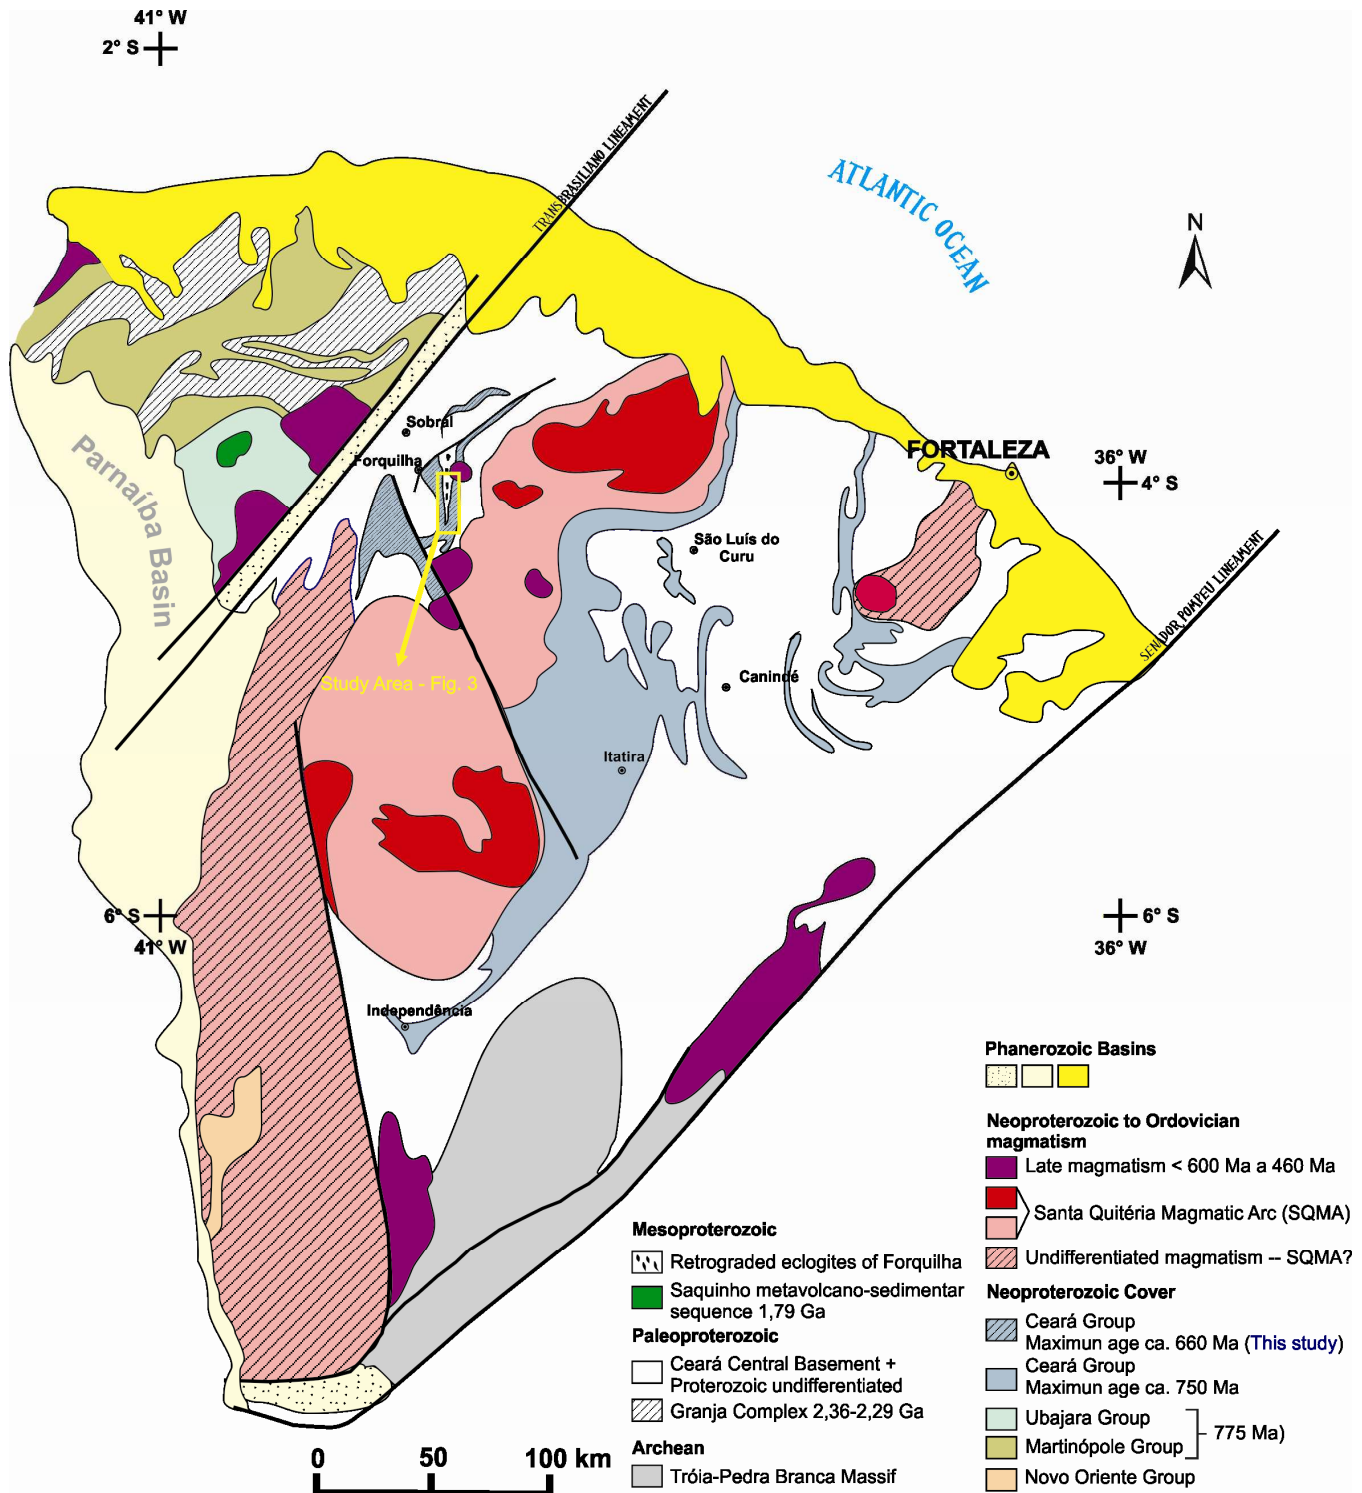 41° W
2° S
TRANSBRASILIANO LINEAMENT
ATLANTIC OCEAN
N
Sobral
Forquilha
FORTALEZA
36° W
4° S
Parnaíba Basin
São Luís do
Curu
SENADOR POMPEU LINEAMENT
Study Area - Fig. 3
Canindé
Itatira
6° S
41° W
6° S
36° W
Independência
Phanerozoic Basins
Neoproterozoic to Ordovician
magmatism
Late magmatism < 600 Ma a 460 Ma
Santa Quitéria Magmatic Arc (SQMA)
Undifferentiated magmatism -- SQMA?
Neoproterozoic Cover
Ceará Group
Maximun age ca. 660 Ma (This study)
Ceará Group
Maximun age ca. 750 Ma
Ubajara Group
775 Ma)
Martinópole Group
Novo Oriente Group
Mesoproterozoic
Retrograded eclogites of Forquilha
Saquinho metavolcano-sedimentar
sequence 1,79 Ga
Paleoproterozoic
Ceará Central Basement +
Proterozoic undifferentiated
Granja Complex 2,36-2,29 Ga
Archean
Tróia-Pedra Branca Massif
0 50 100 km